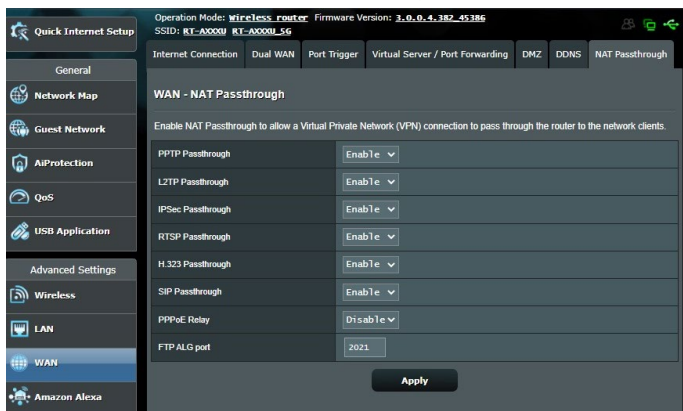 Quick Internet Setup
General
Network Map
Guest Network
AiProtection
QoS
USB Application
Advanced Settings
Wireless
LAN
WAN
Amazon Alexa
Operation Mode: Wireless router Firmware Version: 3.0.0.4.382_45386
SSID: RT-AXXXU RT-AXXXU_5G
Internet Connection Dual WAN Port Trigger Virtual Server / Port Forwarding DMZ DDNS NAT Passthrough
WAN - NAT Passthrough
Enable NAT Passthrough to allow a Virtual Private Network (VPN) connection to pass through the router to the network clients.
PPTP Passthrough Enable
L2TP Passthrough Enable
IPSec Passthrough Enable
RTSP Passthrough Enable
H.323 Passthrough Enable
SIP Passthrough Enable
PPPoE Relay Disable
FTP ALG port 2021
Apply